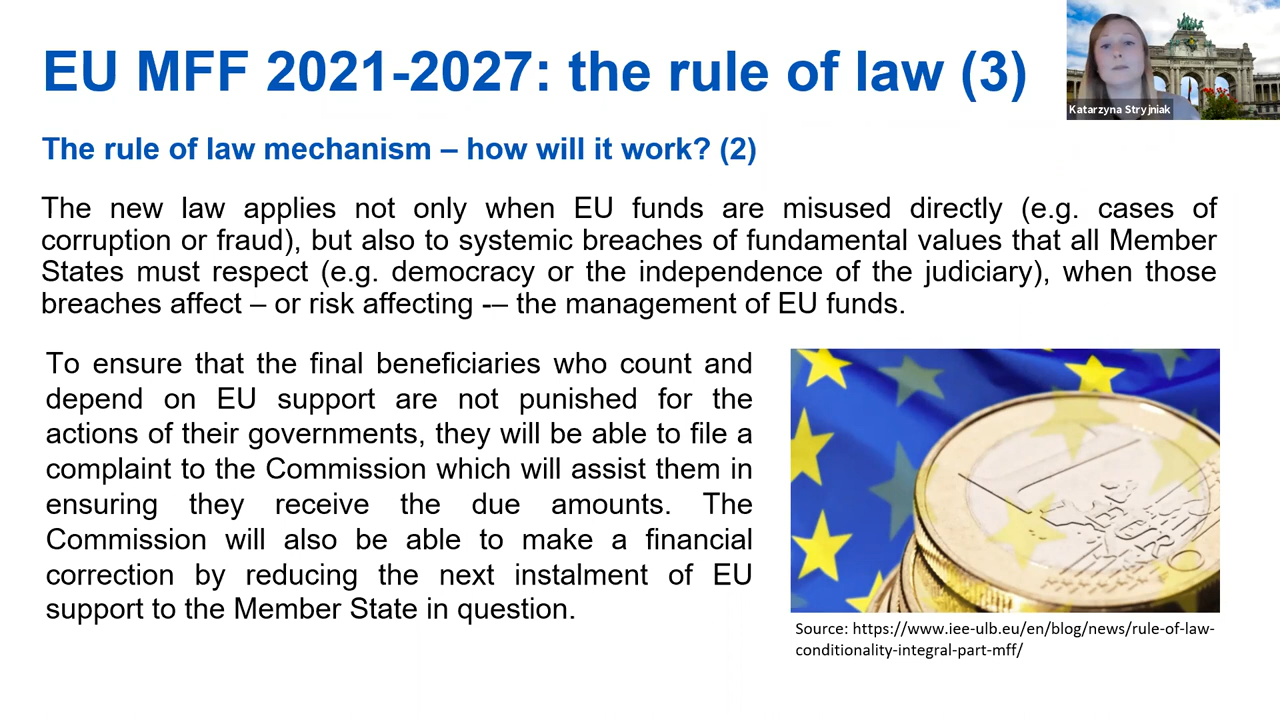 EU MFF 2021-2027: the rule of law (3)
Katarzyna Stryjniak
The rule of law mechanism – how will it work? (2)
The new law applies not only when EU funds are misused directly (e.g. cases of
corruption or fraud), but also to systemic breaches of fundamental values that all Member
States must respect (e.g. democracy or the independence of the judiciary), when those
breaches affect – or risk affecting -– the management of EU funds.
To ensure that the final beneficiaries who count and
depend on EU support are not punished for the
actions of their governments, they will be able to file a
complaint to the Commission which will assist them in
ensuring they receive the due amounts. The
Commission will also be able to make a financial
correction by reducing the next instalment of EU
support to the Member State in question.
Source: https://www.iee-ulb.eu/en/blog/news/rule-of-law-
conditionality-integral-part-mff/